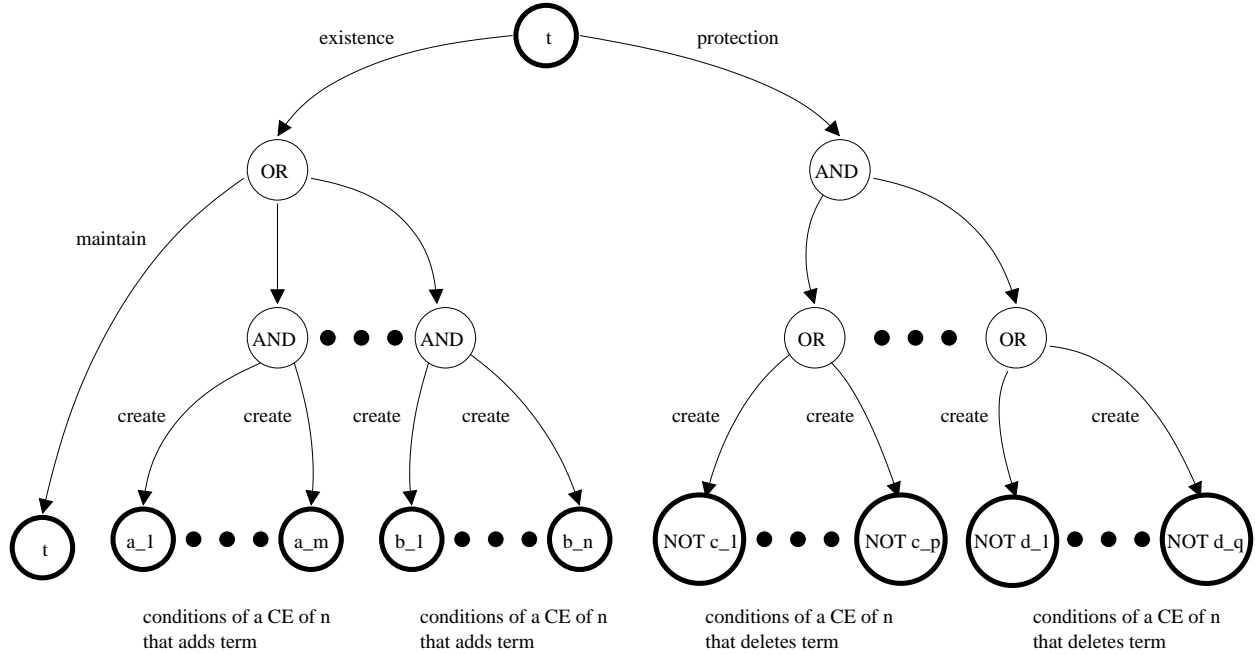 existence
t
protection
OR
AND
maintain
AND
AND
OR
OR
create
create
create
create
create
create
create
create
t
a_1
a_m
b_1
b_n
NOT c_1
NOT c_p
NOT d_1
NOT d_q
conditions of a CE of n
that adds term
conditions of a CE of n
that adds term
conditions of a CE of n
that deletes term
conditions of a CE of n
that deletes term